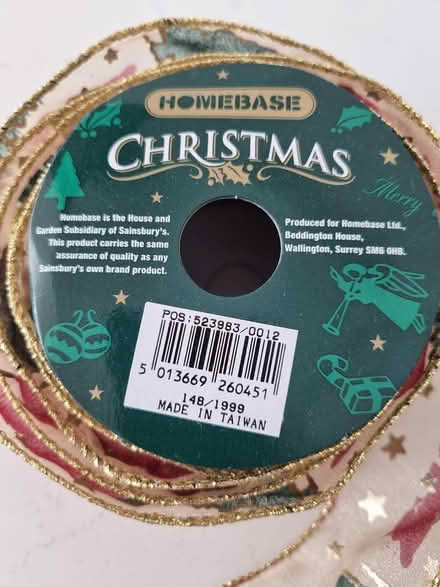 HOMEBASE
CHRISTMAS
Merry
Homebase is the House and
Garden Subsidiary of Sainsbury's.
This product carries the same
assurance of quality as any
Sainsbury's own brand product.
Produced for Homebase Ltd.,
Beddington House,
Wallington, Surrey SM6 0HB.
POS:523983/0012
5 013669 260451
148/1999
MADE IN TAIWAN